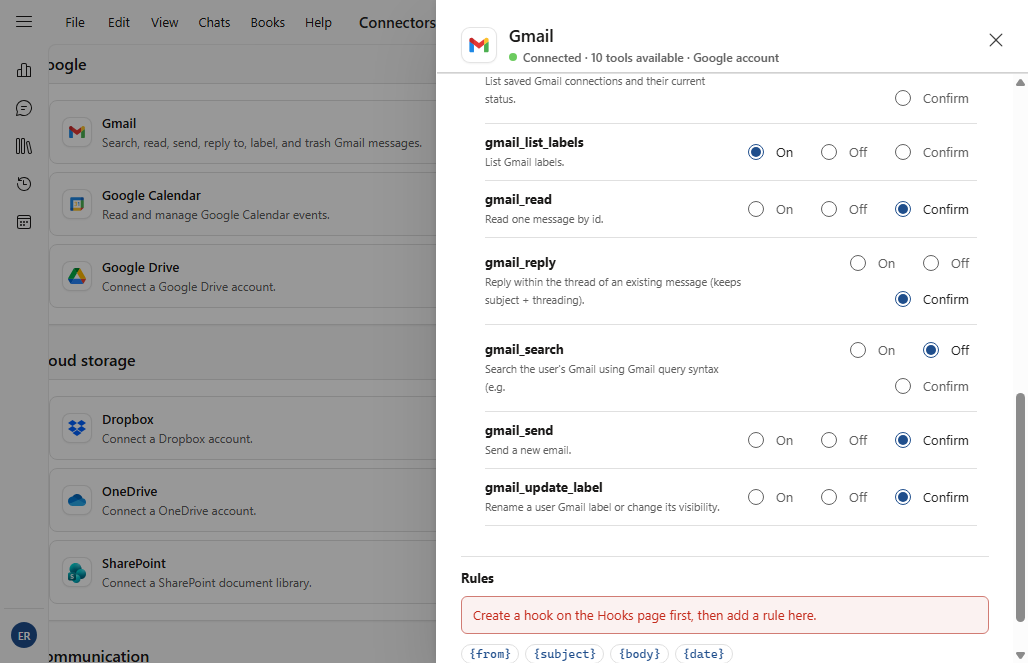 File Edit View Chats Books Help Connectors
oogle
Gmail
Search, read, send, reply to, label, and trash Gmail messages.
Google Calendar
Read and manage Google Calendar events.
Google Drive
Connect a Google Drive account.
oud storage
Dropbox
Connect a Dropbox account.
OneDrive
Connect a OneDrive account.
SharePoint
Connect a SharePoint document library.
ommunication
ER
Gmail
Connected · 10 tools available · Google account
List saved Gmail connections and their current
status.
Confirm
gmail_list_labels
List Gmail labels.
On Off Confirm
gmail_read
Read one message by id.
On Off Confirm
gmail_reply
Reply within the thread of an existing message (keeps
subject + threading).
On Off
Confirm
gmail_search
Search the user's Gmail using Gmail query syntax
(e.g.
On Off
Confirm
gmail_send
Send a new email.
On Off Confirm
gmail_update_label
Rename a user Gmail label or change its visibility.
On Off Confirm
Rules
Create a hook on the Hooks page first, then add a rule here.
{from} {subject} {body} {date}